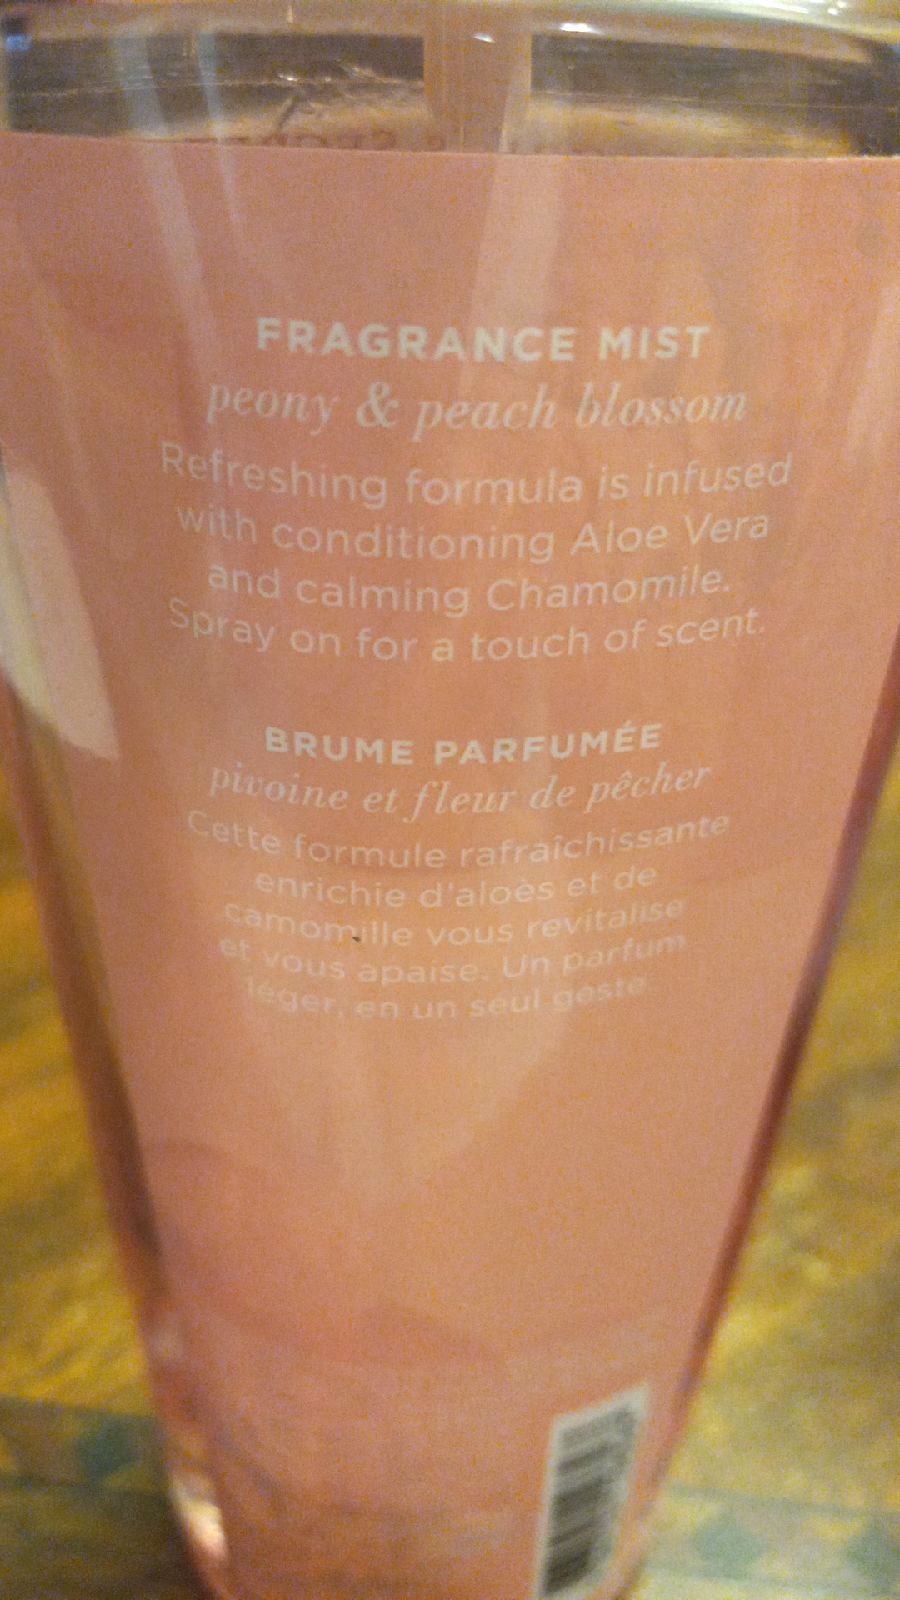 FRAGRANCE MIST
peony & peach blossom
Refreshing formula is infused
with conditioning Aloe Vera
and calming Chamomile.
Spray on for a touch of scent.
BRUME PARFUMÉE
pivoine et fleur de pêcher
Cette formule rafraîchissante
enrichie d'aloès et de
camomille vous revitalise
et vous apaise. Un parfum
léger, en un seul geste.